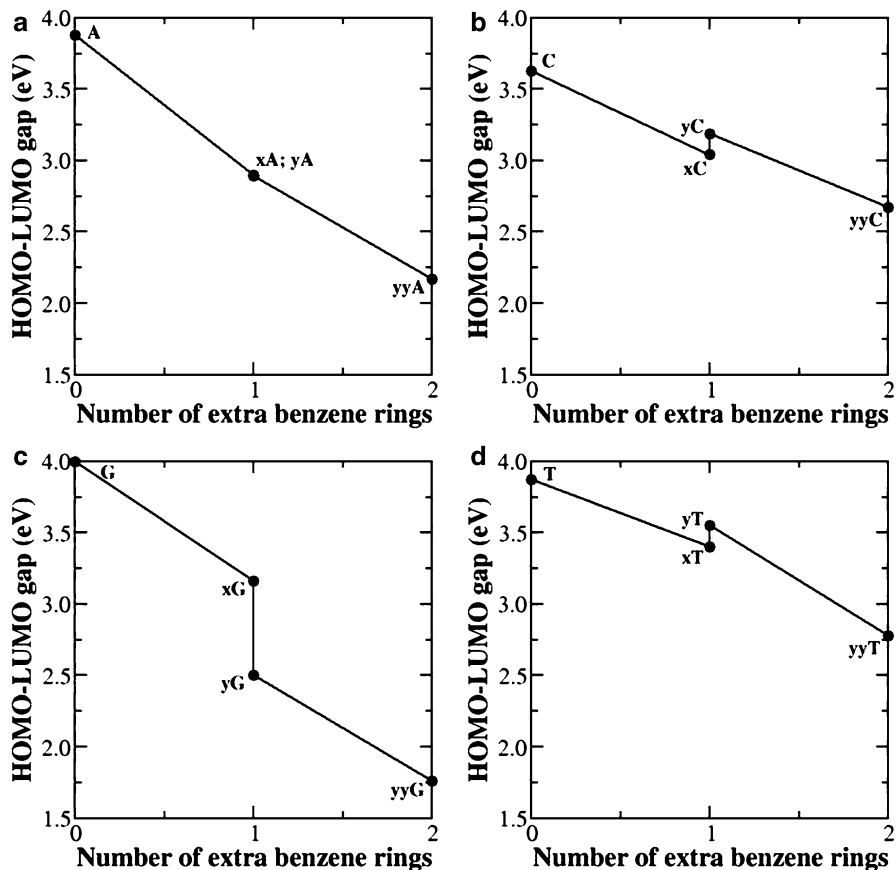 a
HOMO-LUMO gap (eV)
4.0
3.5
3.0
2.5
2.0
1.5
A
xA; yA
yyA
0
1
2
Number of extra benzene rings
b
HOMO-LUMO gap (eV)
4.0
3.5
3.0
2.5
2.0
1.5
C
yC
xC
yyC
0
1
2
Number of extra benzene rings
c
HOMO-LUMO gap (eV)
4.0
3.5
3.0
2.5
2.0
1.5
G
xG
yG
yyG
0
1
2
Number of extra benzene rings
d
HOMO-LUMO gap (eV)
4.0
3.5
3.0
2.5
2.0
1.5
T
yT
xT
yyT
0
1
2
Number of extra benzene rings